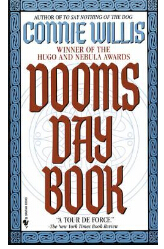 AUTHOR OF TO SAY NOTHING OF THE DOG
CONNIE WILLIS
WINNER OF THE
HUGO AND NEBULA AWARDS
DOOMS
DAY
BOOK
"A TOUR DE FORCE."
—The New York Times Book Review